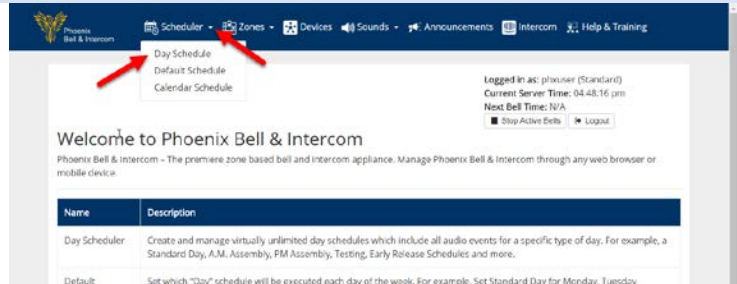 Phoenix
Bell & Intercom
Scheduler
Zones
Devices
Sounds
Announcements
Intercom
Help & Training
Day Schedule
Default Schedule
Calendar Schedule
Logged in as: phxuser (Standard)
Current Server Time: 04:48:16 pm
Next Bell Time: N/A
Stop Active Bells
Logout
Welcome to Phoenix Bell & Intercom
Phoenix Bell & Intercom – The premiere zone based bell and intercom appliance. Manage Phoenix Bell & Intercom through any web browser or
mobile device.
Name
Description
Day Scheduler
Create and manage virtually unlimited day schedules which include all audio events for a specific type of day. For example, a
Standard Day, A.M. Assembly, PM Assembly, Testing, Early Release Schedules and more.
Default
Set which "Day" schedule will be executed each day of the week. For example, Set Standard Day for Monday, Tuesday